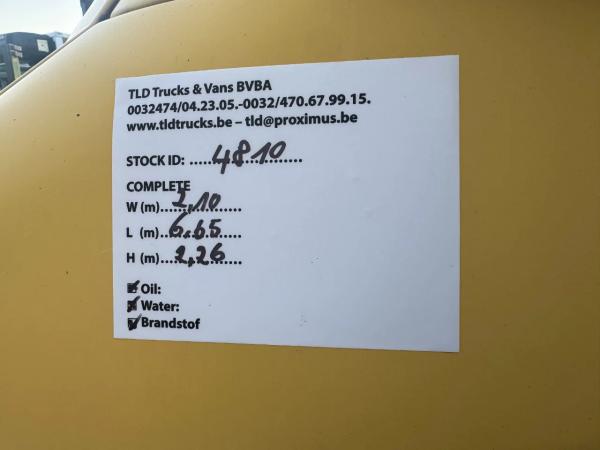 TLD Trucks & Vans BVBA
0032474/04.23.05.-0032/470.67.99.15.
www.tldtrucks.be – tld@proximus.be
STOCK ID: .....4810............
COMPLETE
W (m)...2,10......
L (m)...6,65......
H (m)...2,26......
Oil:
Water:
Brandstof